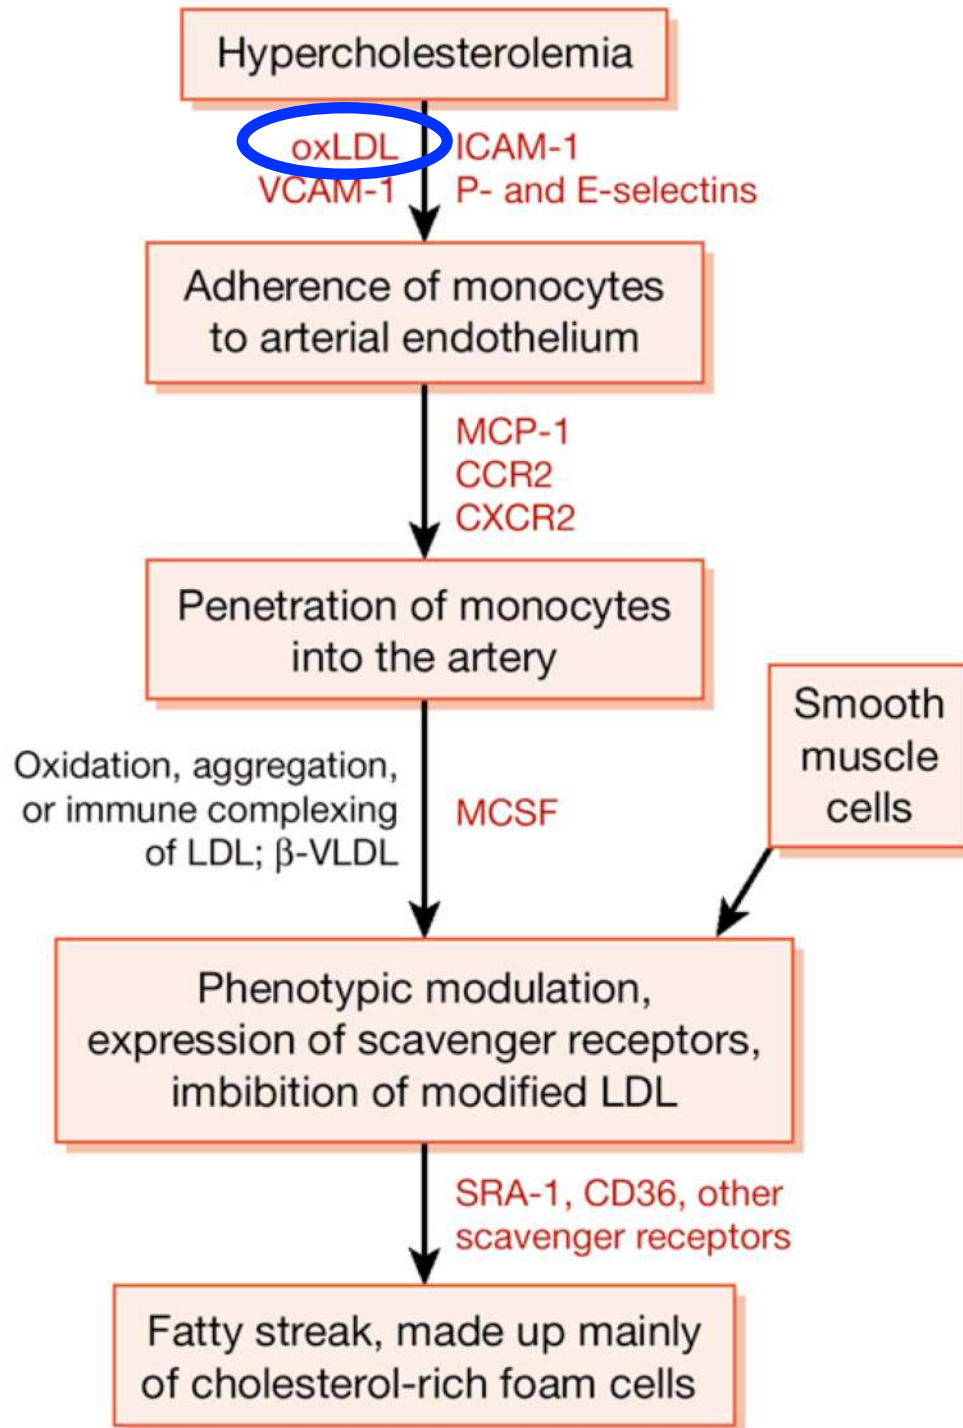 Hypercholesterolemia
oxLDL
VCAM-1
ICAM-1
P- and E-selectins
Adherence of monocytes
to arterial endothelium
MCP-1
CCR2
CXCR2
Penetration of monocytes
into the artery
Smooth
muscle
cells
Oxidation, aggregation,
or immune complexing
of LDL; β-VLDL
MCSF
Phenotypic modulation,
expression of scavenger receptors,
imbibition of modified LDL
SRA-1, CD36, other
scavenger receptors
Fatty streak, made up mainly
of cholesterol-rich foam cells